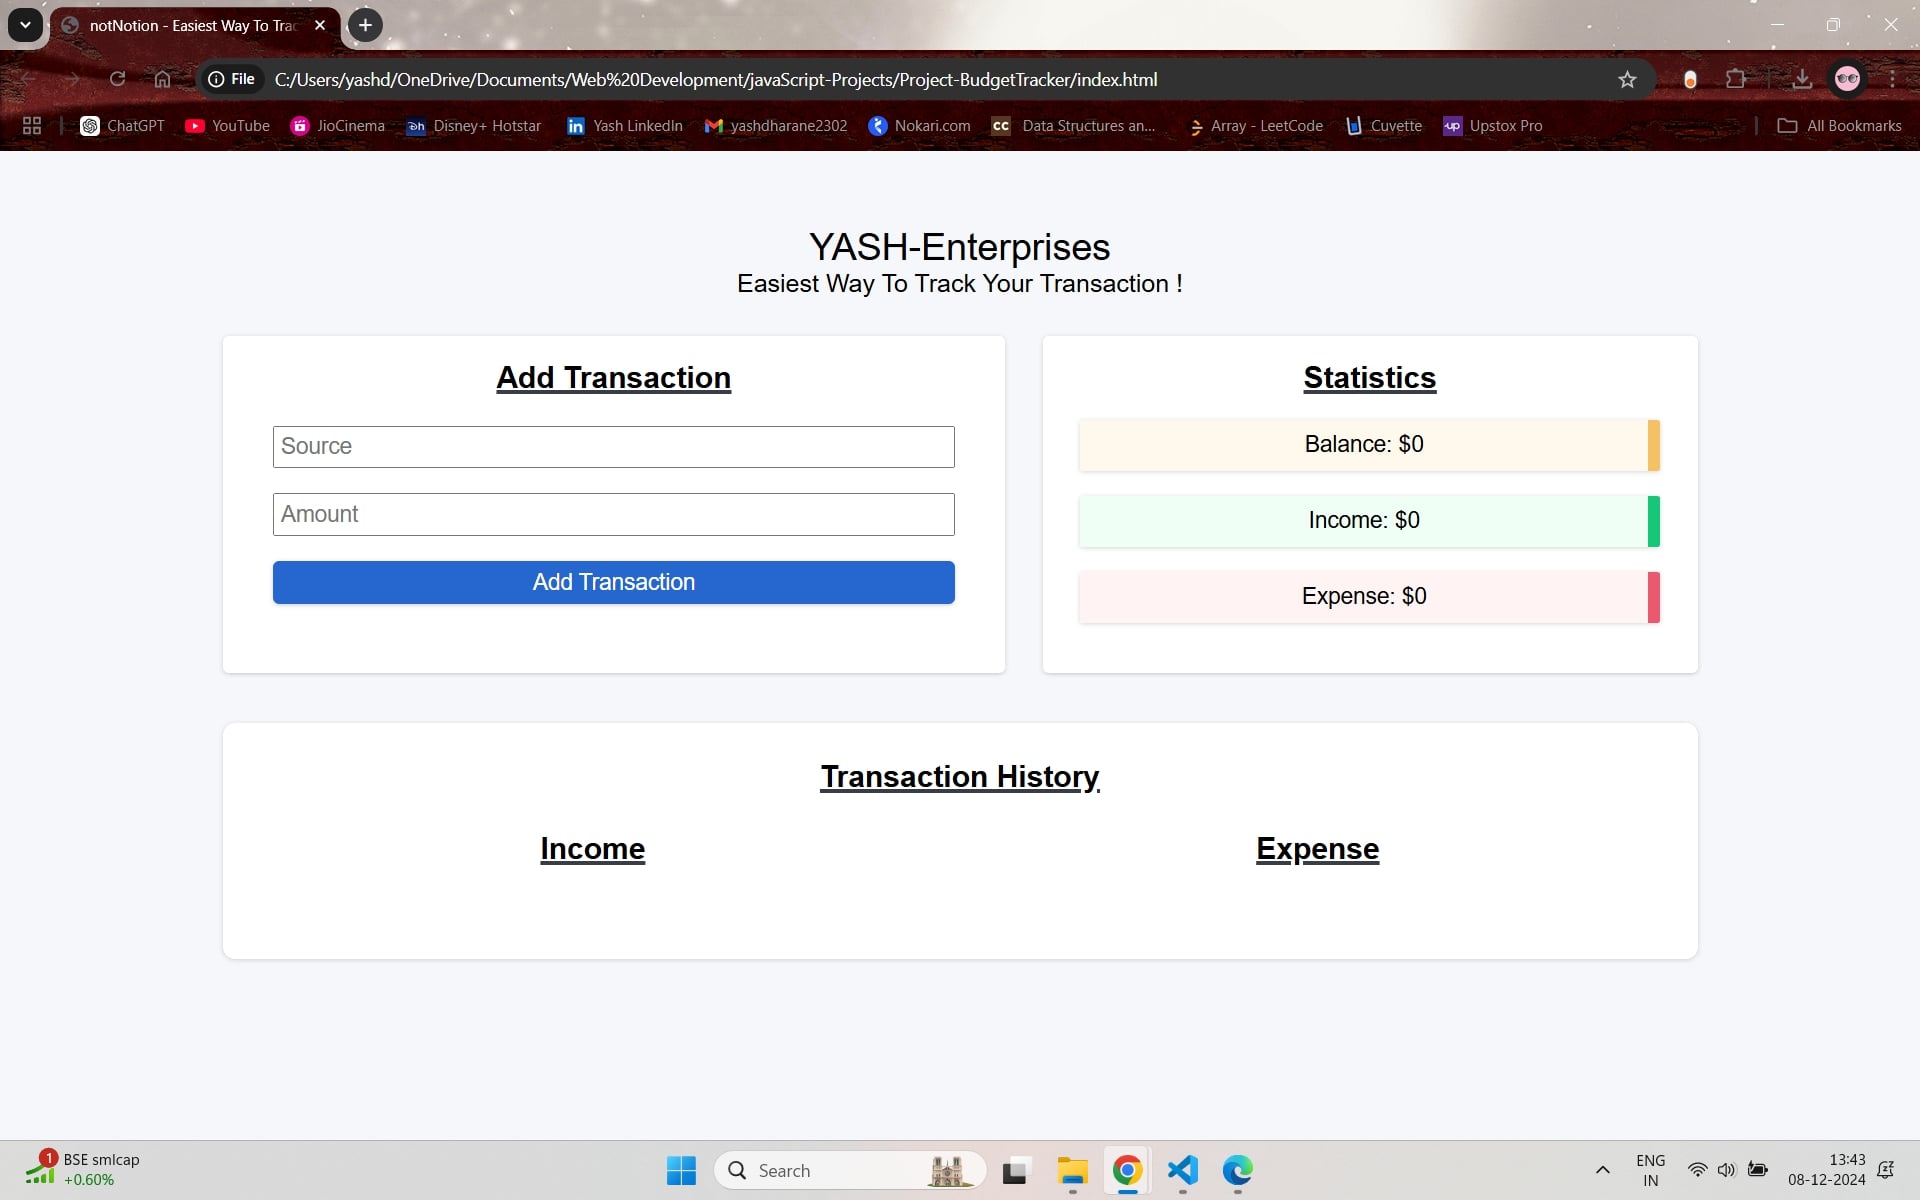 notNotion - Easiest Way To Trac
File C:/Users/yashd/OneDrive/Documents/Web%20Development/javaScript-Projects/Project-BudgetTracker/index.html
ChatGPT YouTube JioCinema Disney+ Hotstar Yash LinkedIn yashdharane2302 Nokari.com Data Structures an... Array - LeetCode Cuvette Upstox Pro All Bookmarks
YASH-Enterprises
Easiest Way To Track Your Transaction !
Add Transaction
Source
Amount
Add Transaction
Statistics
Balance: $0
Income: $0
Expense: $0
Transaction History
Income Expense
1
BSE smlcap
+0.60%
Search
ENG
IN
13:43
08-12-2024